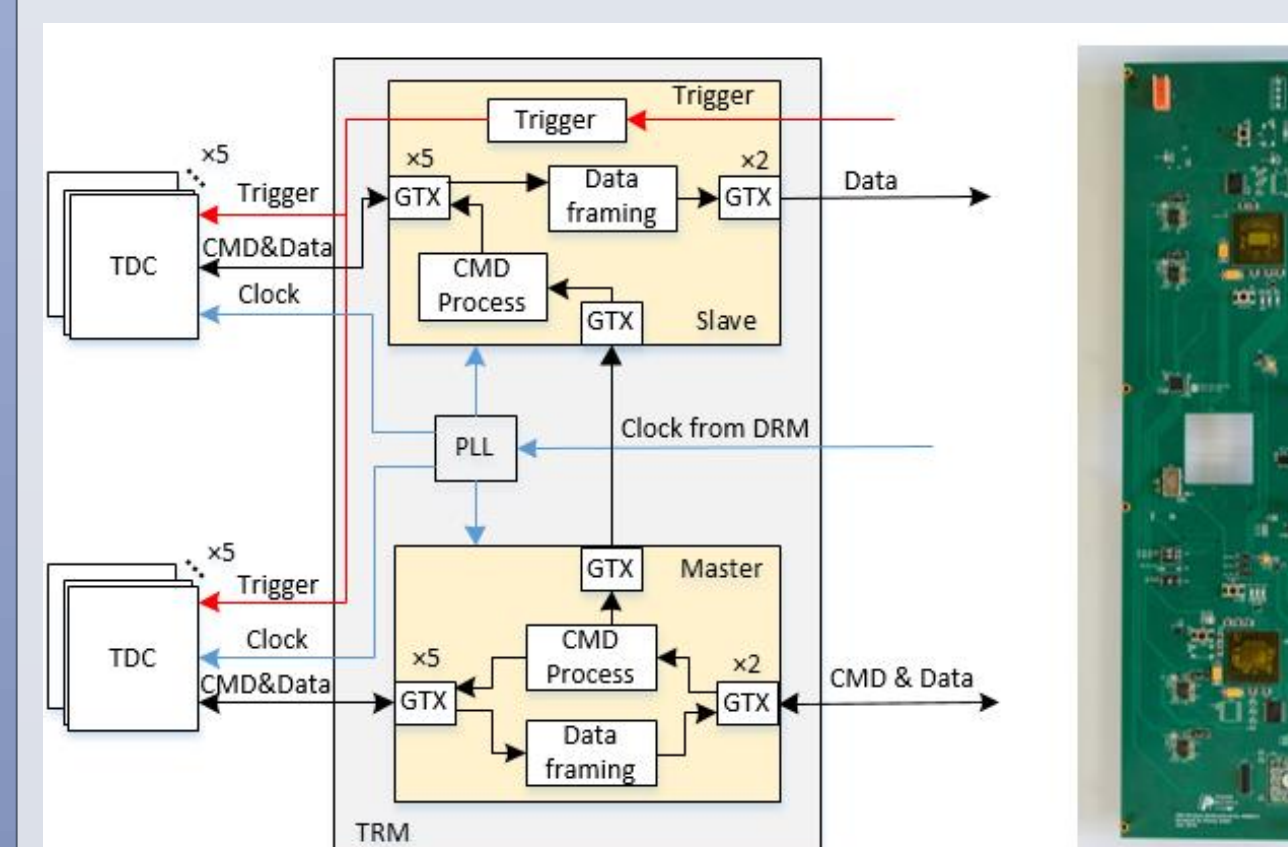 Trigger
Trigger
×5
×5
×2
Trigger
GTX
Data
framing
GTX
Data
TDC
CMD&Data
CMD
Process
Clock
GTX
Slave
PLL
Clock from DRM
×5
Trigger
GTX
Master
Clock
CMD
Process
×5
×2
TDC
CMD&Data
GTX
GTX
CMD & Data
Data
framing
TRM